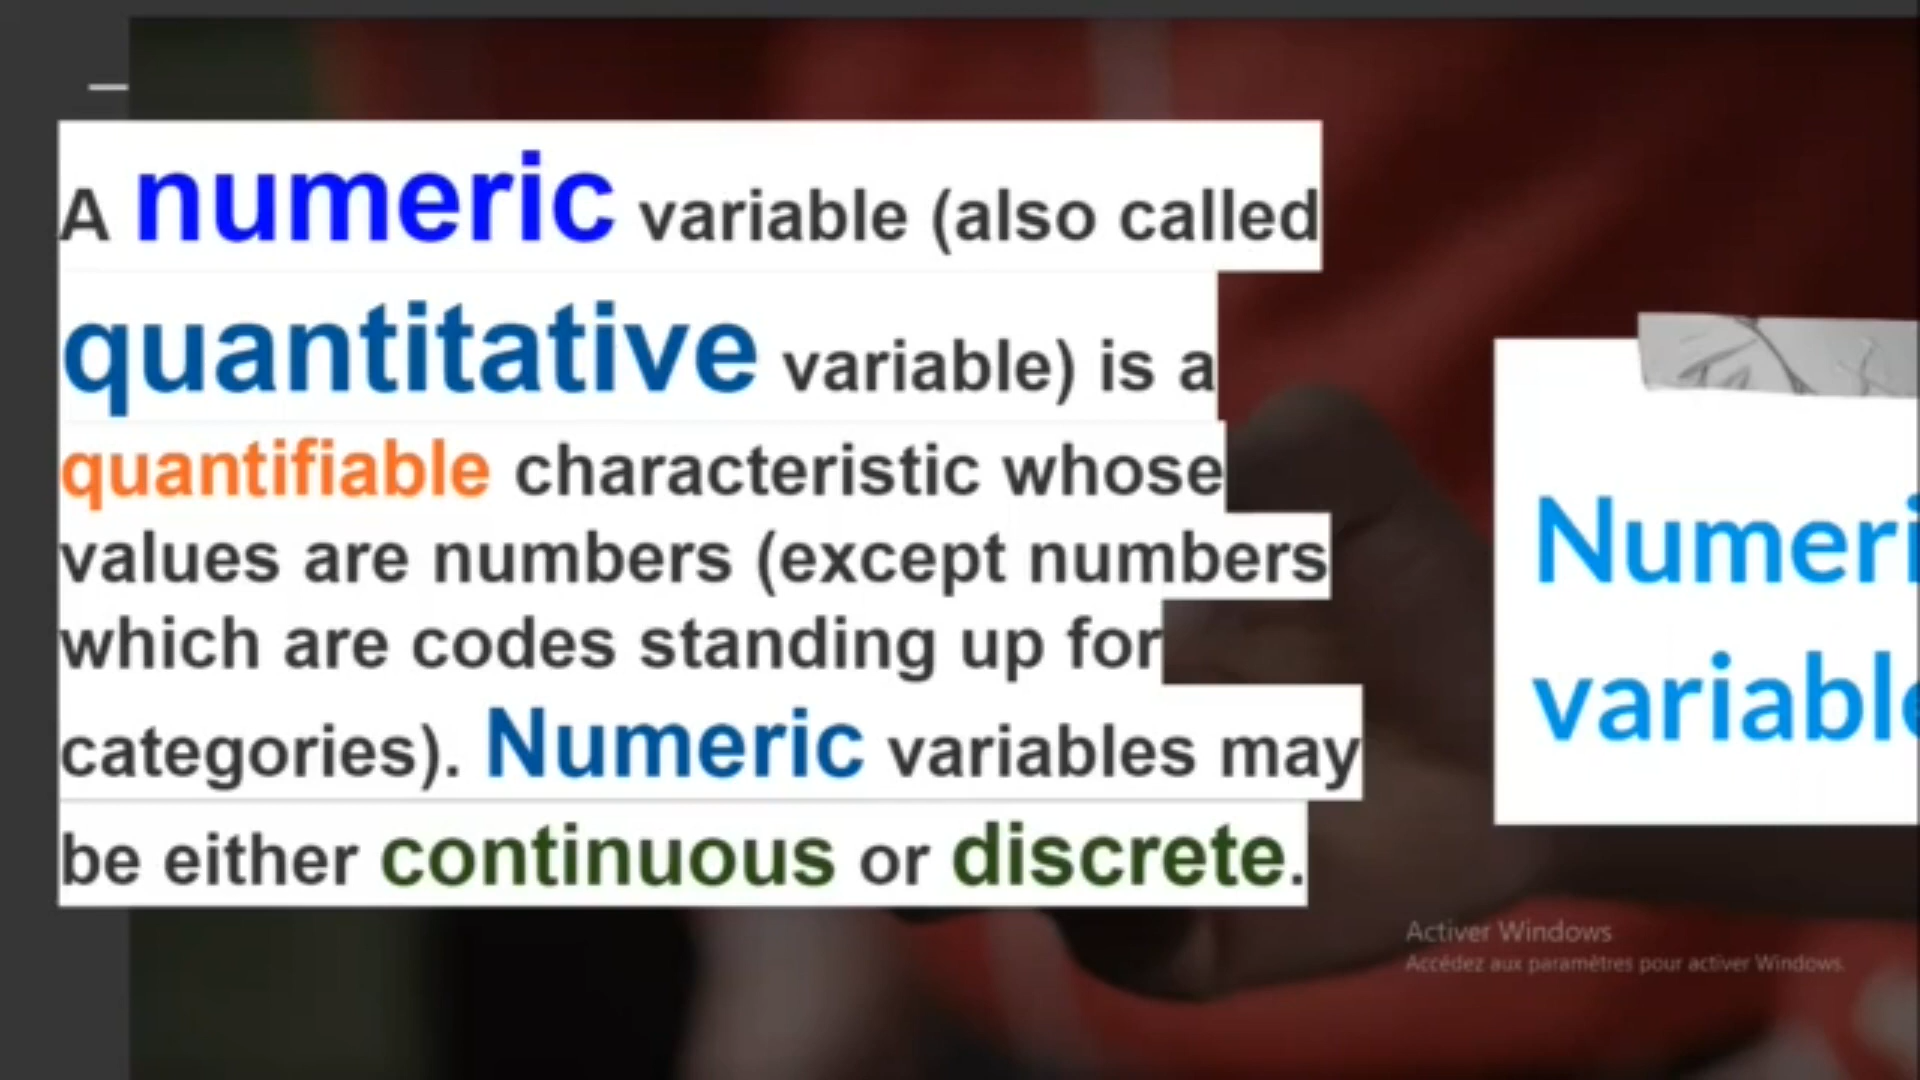 A numeric variable (also called
quantitative variable) is a
quantifiable characteristic whose
values are numbers (except numbers
which are codes standing up for
categories). Numeric variables may
be either continuous or discrete.
Numeri
variable
Activer Windows
Accédez aux paramètres pour activer Windows.